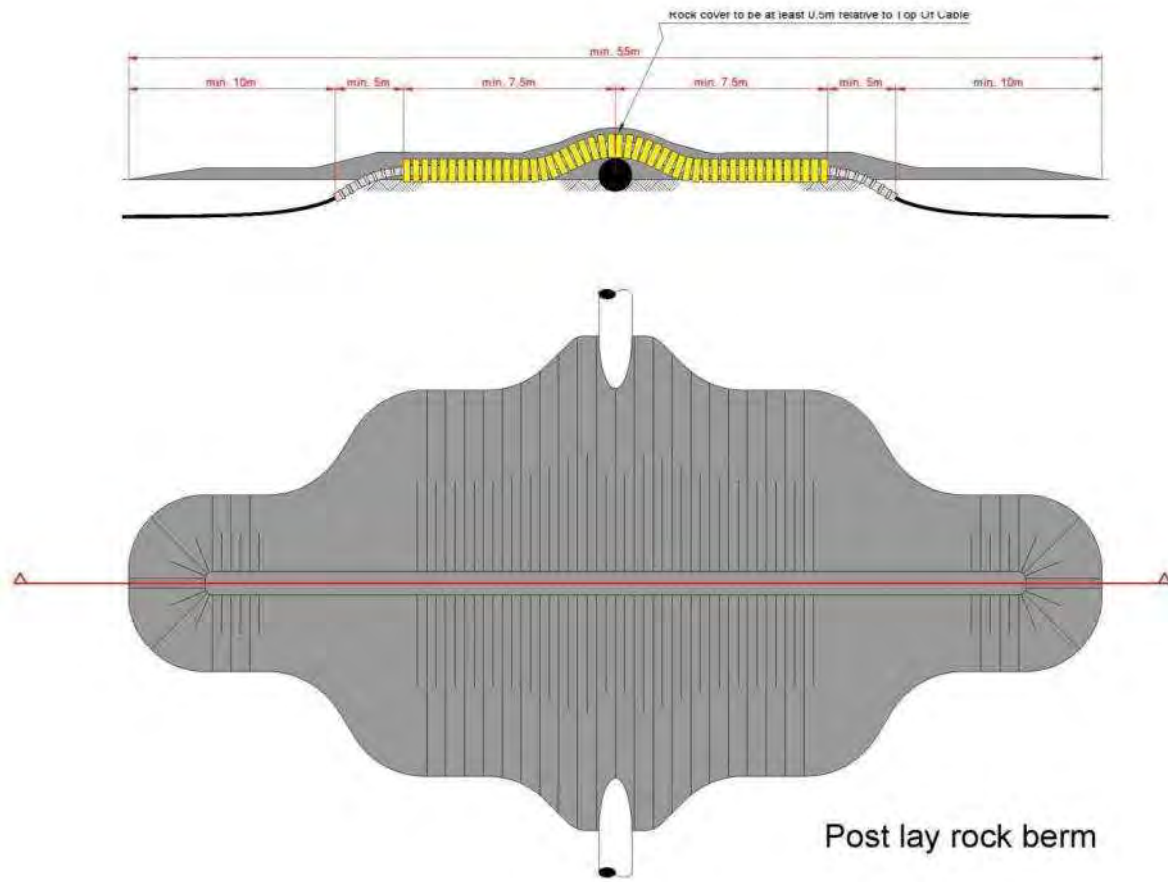 Rock cover to be at least 0.5m relative to Top Of Cable
min. 55m
min. 10m
min. 5m
min. 7.5m
min. 7.5m
min. 5m
min. 10m
Post lay rock berm